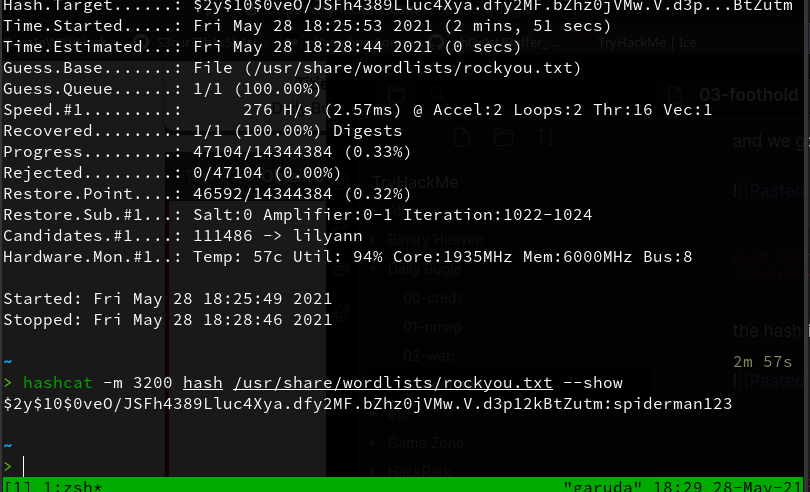 Hash.Target......: $2y$10$0veO/JSFh4389Lluc4Xya.dfy2MF.bZhz0jVMw.V.d3p...BtZutm
Time.Started.....: Fri May 28 18:25:53 2021 (2 mins, 51 secs)
Time.Estimated...: Fri May 28 18:28:44 2021 (0 secs)
TryHackMe | Ice
Guess.Base.......: File (/usr/share/wordlists/rockyou.txt)
Guess.Queue......: 1/1 (100.00%)
03-foothold
Speed.#1.........:      276 H/s (2.57ms) @ Accel:2 Loops:2 Thr:16 Vec:1
Recovered........: 1/1 (100.00%) Digests
and we g
Progress.........: 47104/14344384 (0.33%)
Rejected.........: 0/47104 (0.00%)
TryHackMe
![[Pasted
Restore.Point....: 46592/14344384 (0.32%)
Restore.Sub.#1...: Salt:0 Amplifier:0-1 Iteration:1022-1024
Candidates.#1....: 111486 -> lilyann
Binary Heaven
Hardware.Mon.#1..: Temp: 57c Util: 94% Core:1935MHz Mem:6000MHz Bus:8
Daily Bugle
Started: Fri May 28 18:25:49 2021
00-creds
Stopped: Fri May 28 18:28:46 2021
01-nmap
the hash i
02-web
~
2m 57s
> hashcat -m 3200 hash /usr/share/wordlists/rockyou.txt --show
![[Pasted
$2y$10$0veO/JSFh4389Lluc4Xya.dfy2MF.bZhz0jVMw.V.d3p12kBtZutm:spiderman123
~
Game Zone
>
HackPark
[1] 1:zsh* "garuda" 18:29 28-May-21